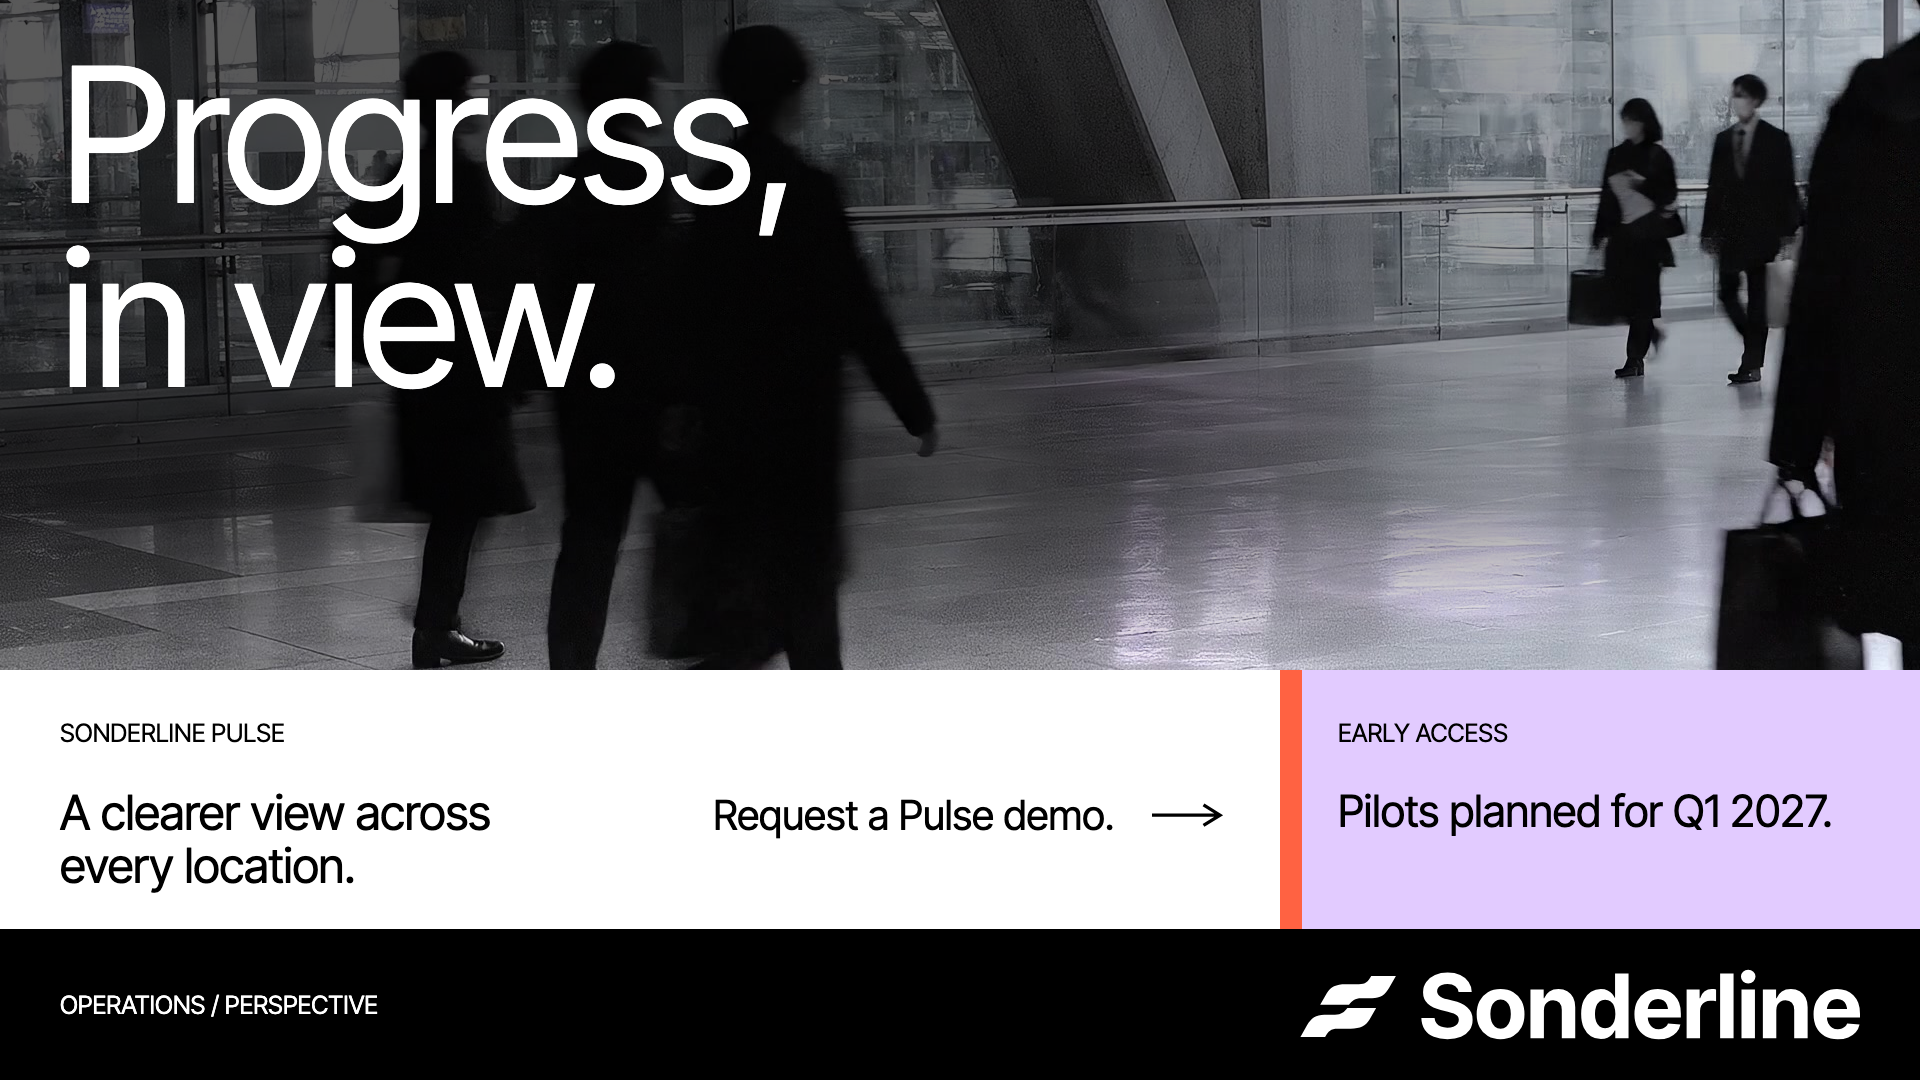 Progress,
in view.
SONDERLINE PULSE
A clearer view across
every location.
Request a Pulse demo.
EARLY ACCESS
Pilots planned for Q1 2027.
OPERATIONS / PERSPECTIVE
Sonderline